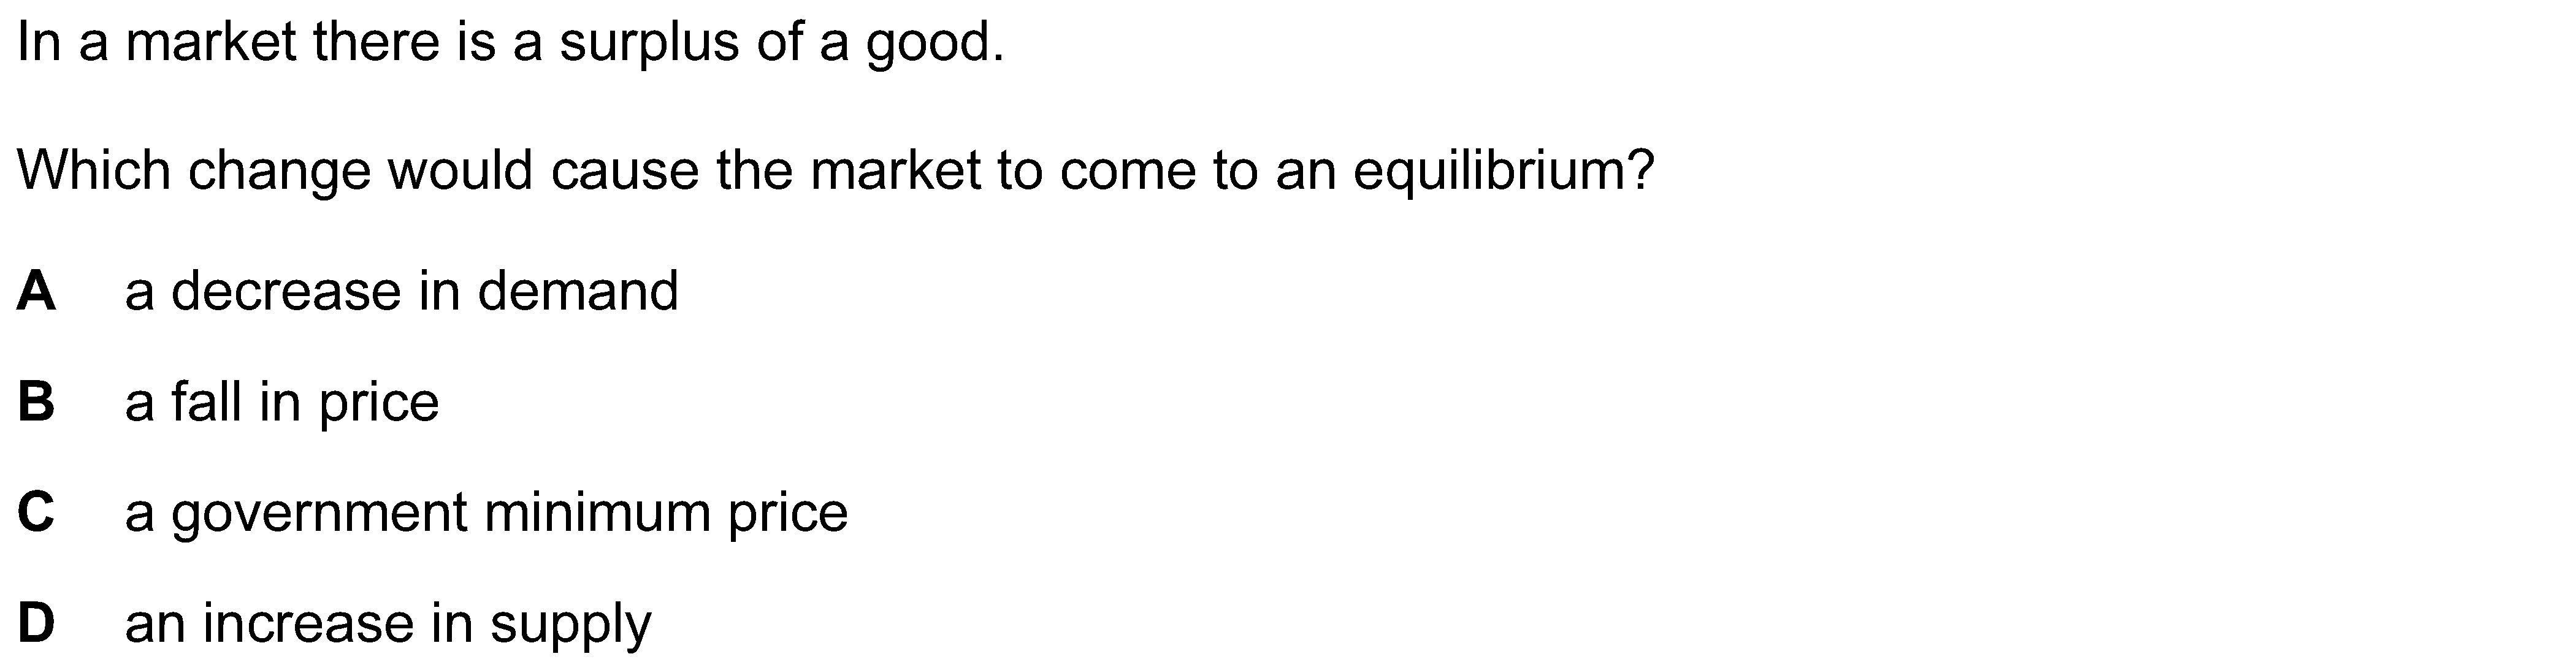 In a market there is a surplus of a good.
Which change would cause the market to come to an equilibrium?
A a decrease in demand
B a fall in price
C a government minimum price
D an increase in supply